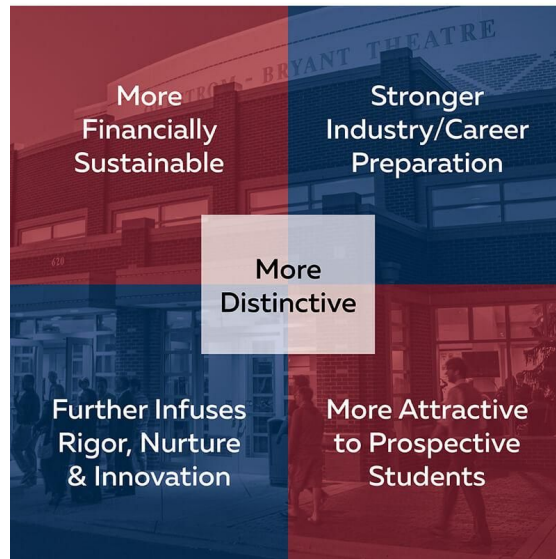 BRYANT THEATRE
More
Financially
Sustainable
Stronger
Industry/Career
Preparation
620
More
Distinctive
Further Infuses
Rigor, Nurture
& Innovation
More Attractive
to Prospective
Students